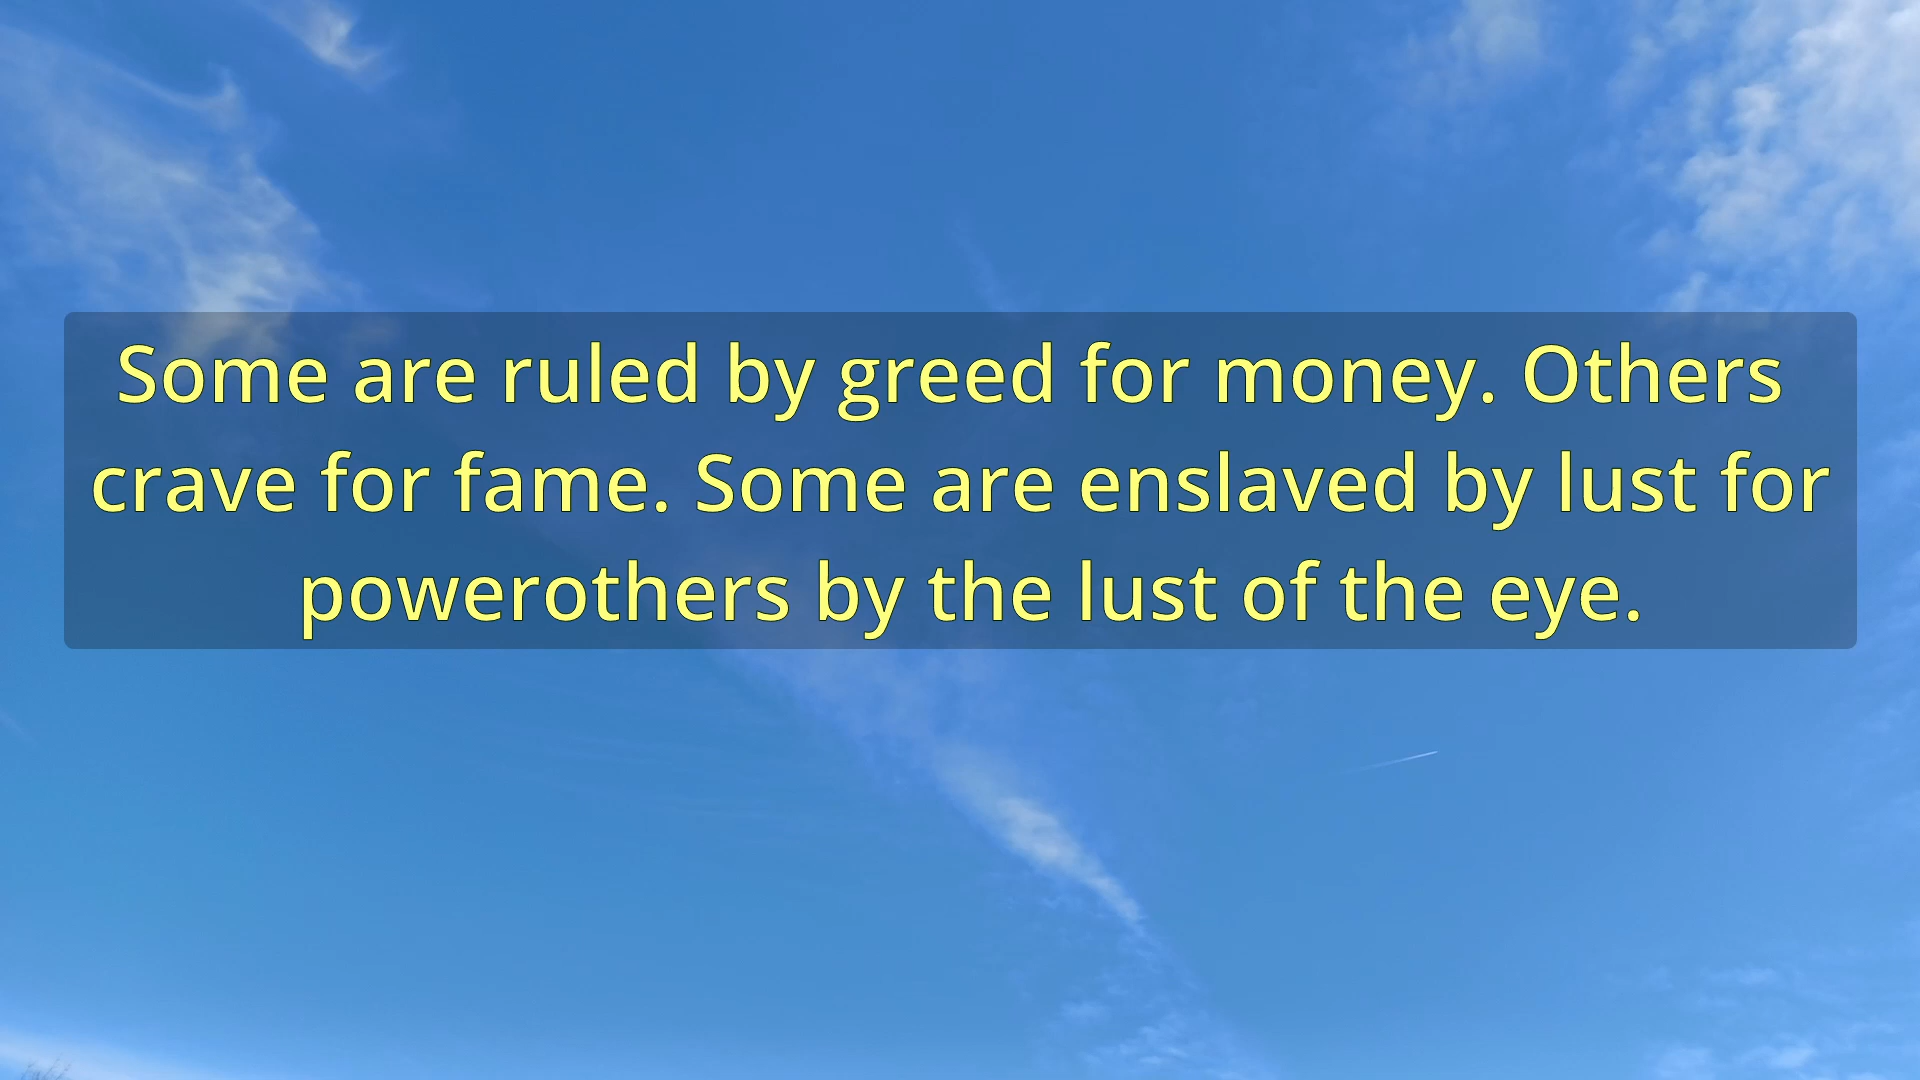 Some are ruled by greed for money. Others
crave for fame. Some are enslaved by lust for
powerothers by the lust of the eye.